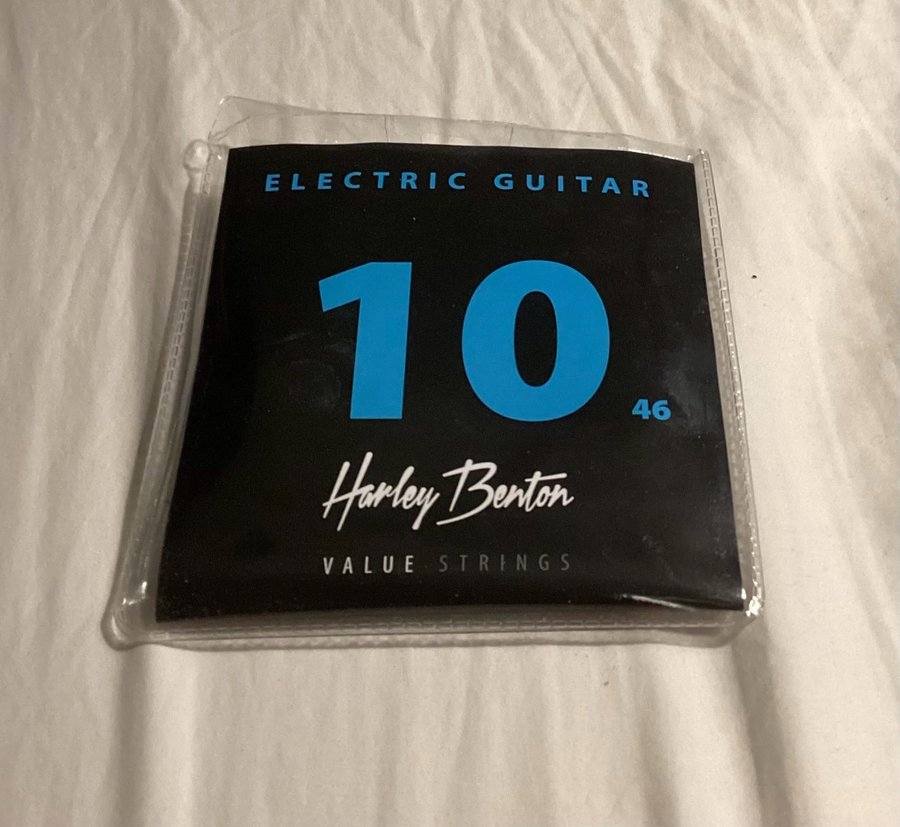 ELECTRIC GUITAR
10 46
Harley Benton
VALUE STRINGS